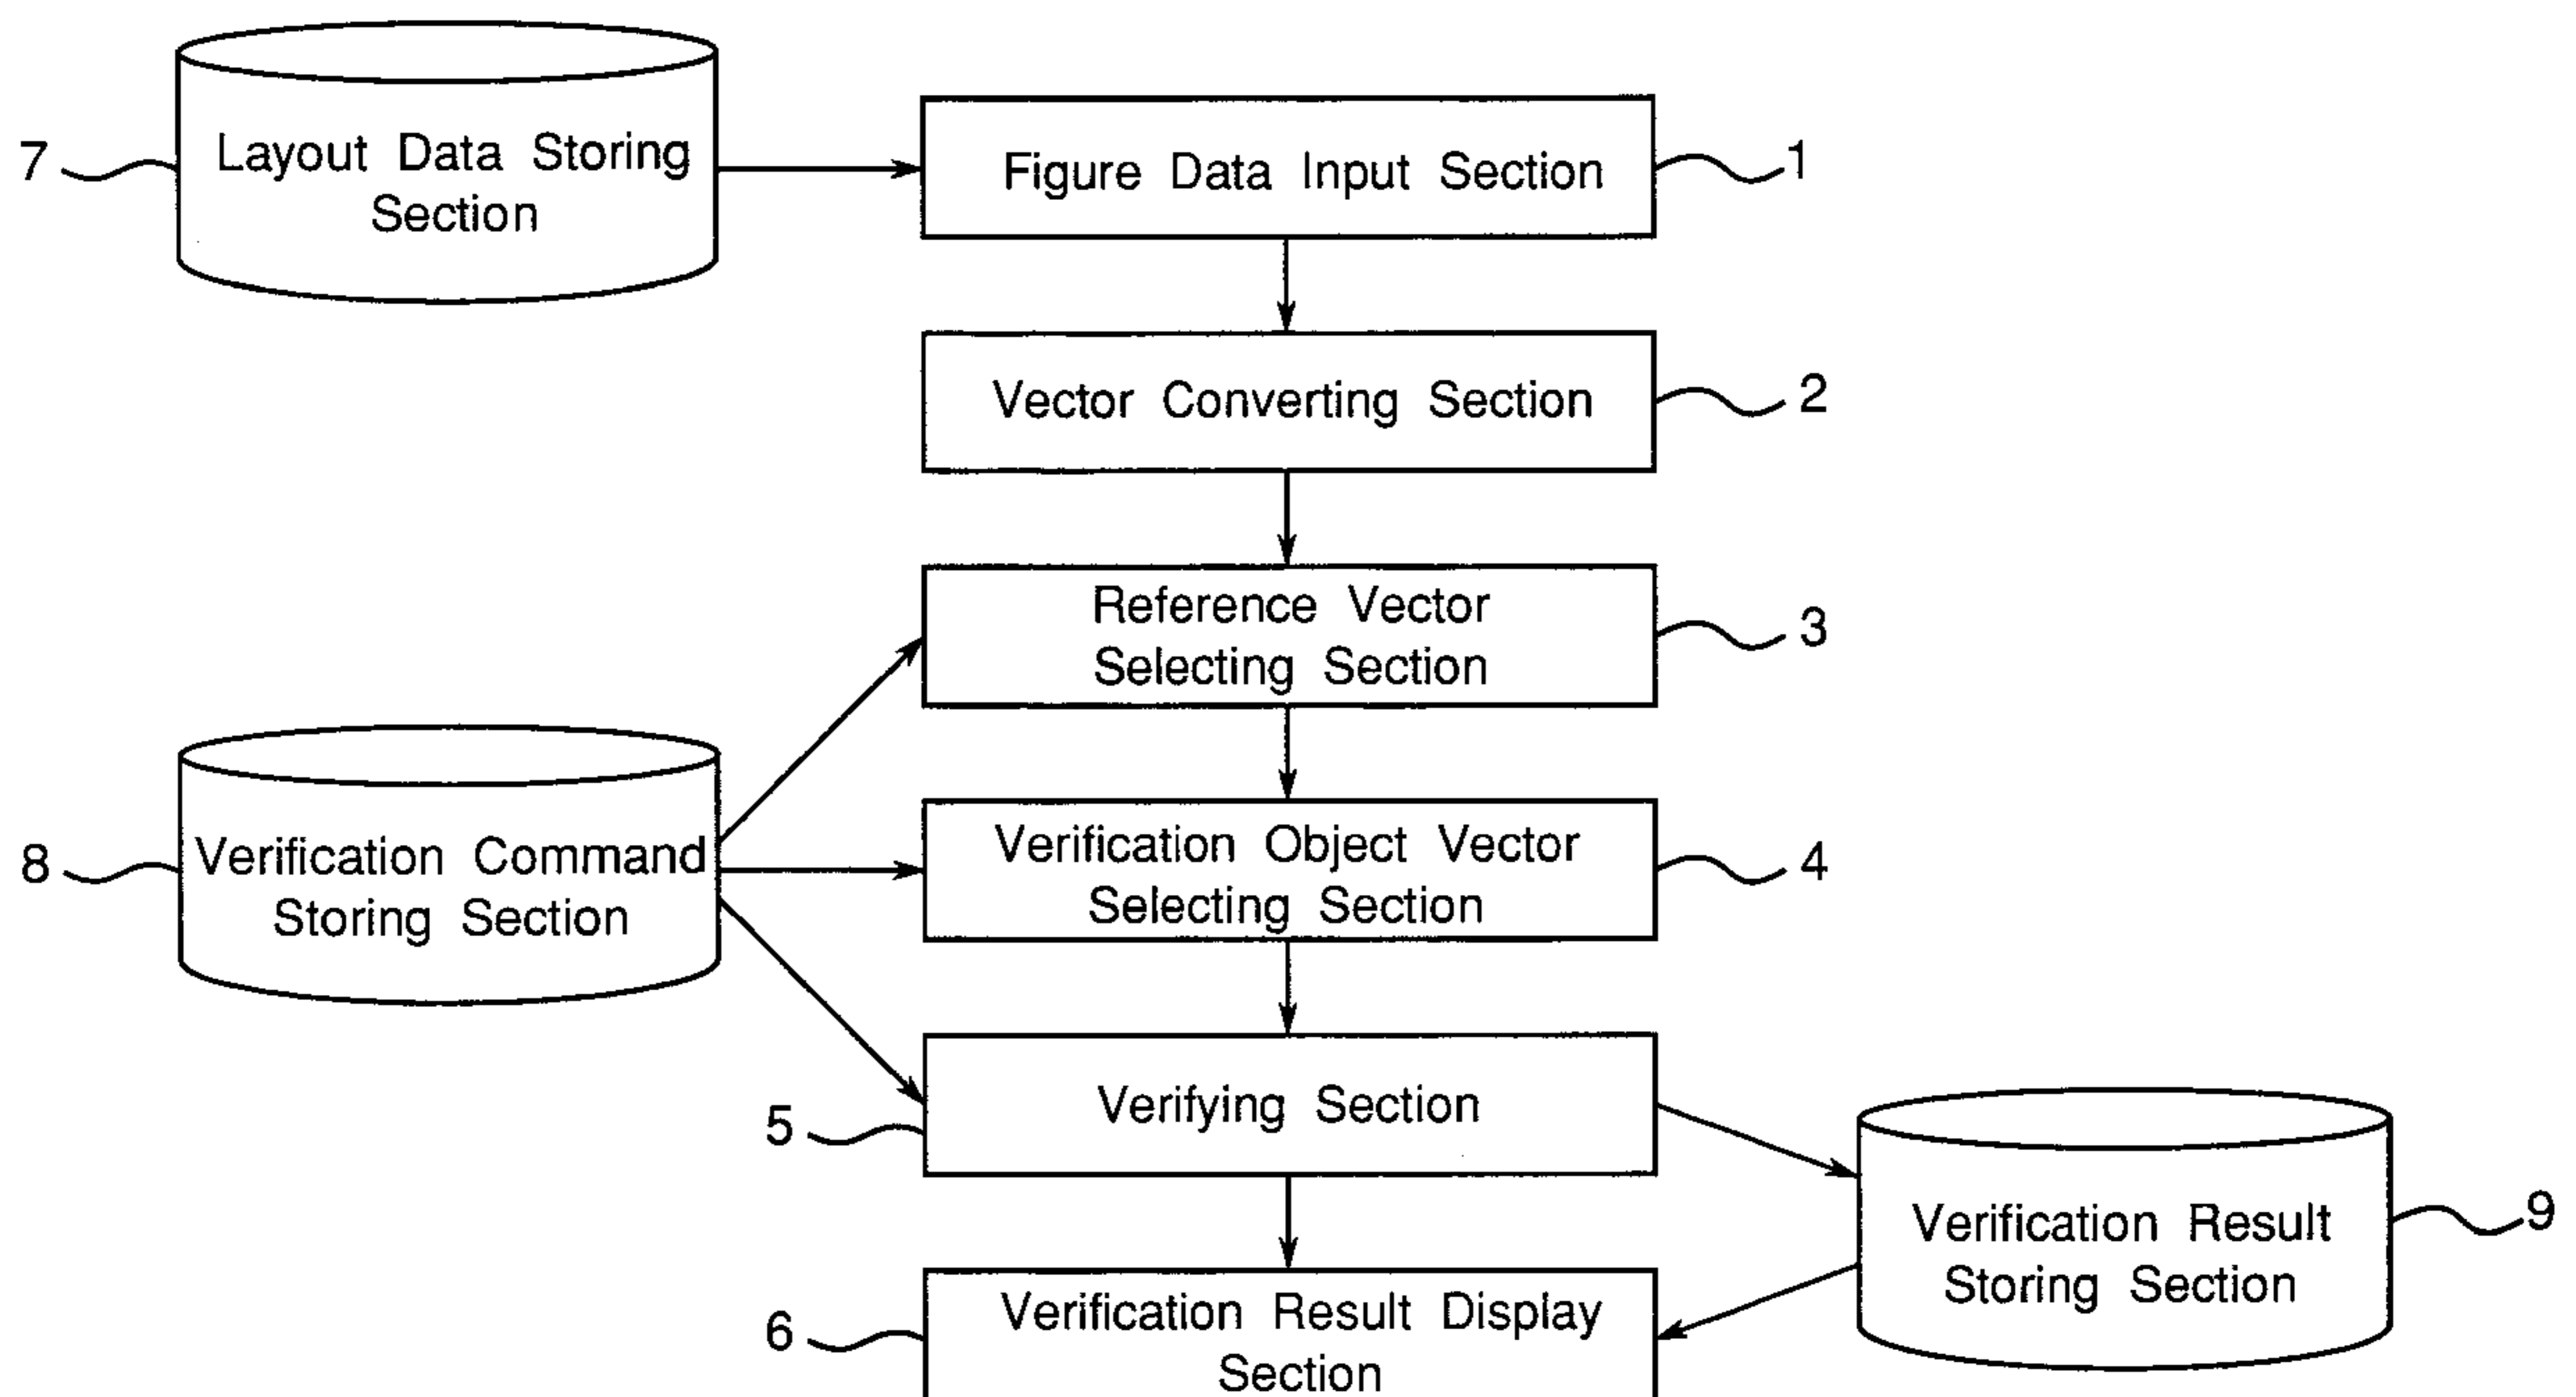 7
Layout Data Storing
Section
Figure Data Input Section
1
Vector Converting Section
2
Reference Vector
Selecting Section
3
8
Verification Command
Storing Section
Verification Object Vector
Selecting Section
4
5
Verifying Section
Verification Result
Storing Section
9
6
Verification Result Display
Section